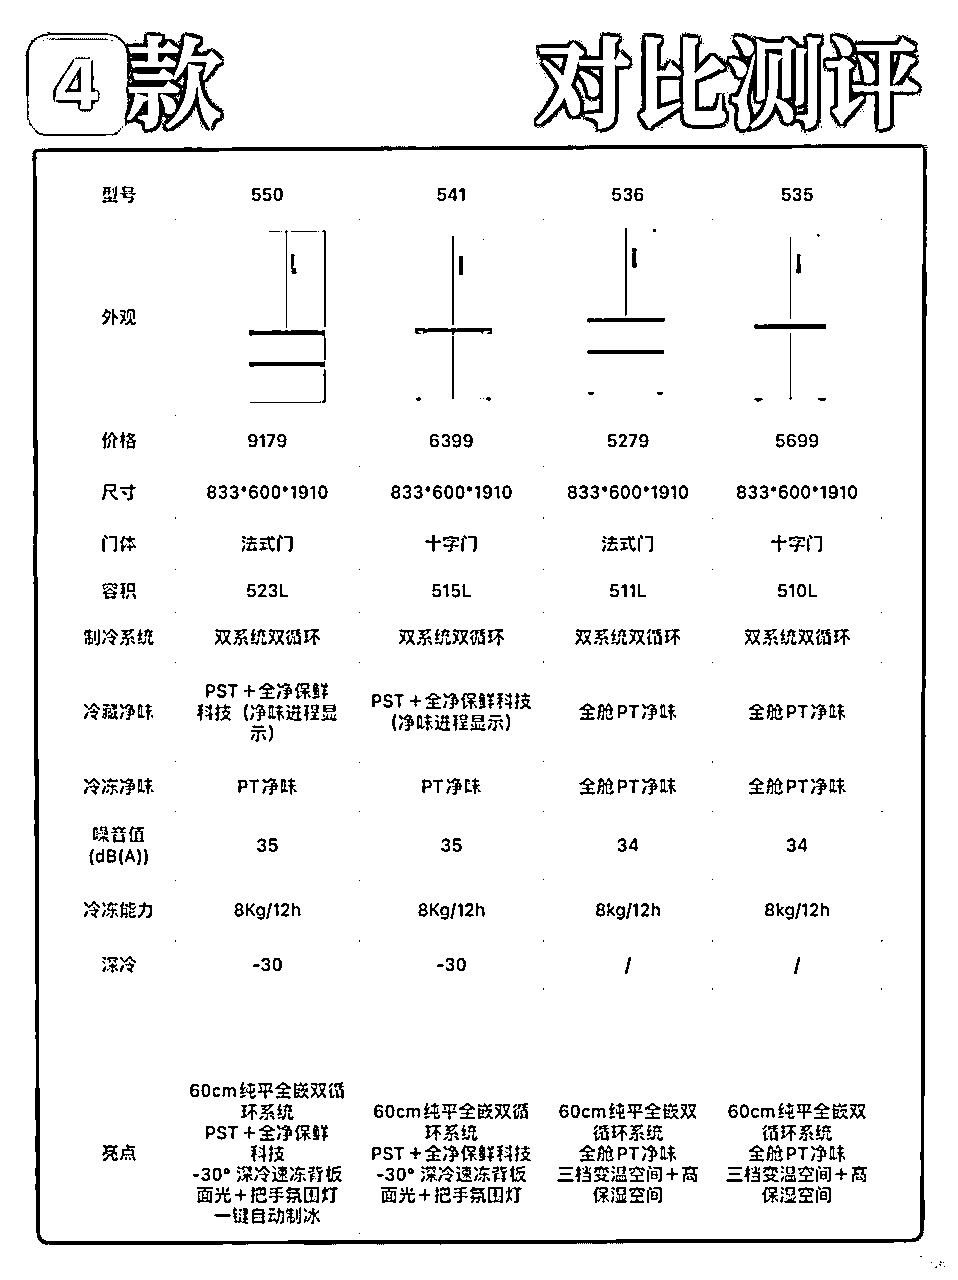 4款 对比测评
型号 550 541 536 535
外观
价格 9179 6399 5279 5699
尺寸 833*600*1910 833*600*1910 833*600*1910 833*600*1910
门体 法式门 十字门 法式门 十字门
容积 523L 515L 511L 510L
制冷系统 双系统双循环 双系统双循环 双系统双循环 双系统双循环
冷藏净味
PST+全净保鲜
科技(净味进程显
示)
PST+全净保鲜科技
(净味进程显示)
全舱PT净味
全舱PT净味
冷冻净味 PT净味 PT净味 全舱PT净味 全舱PT净味
噪音值
(dB(A))
35 35 34 34
冷冻能力 8Kg/12h 8Kg/12h 8kg/12h 8kg/12h
深冷 -30 -30 / /
亮点
60cm纯平全嵌双循
环系统
PST+全净保鲜
科技
-30°深冷速冻背板
面光+把手氛围灯
一键自动制冰
60cm纯平全嵌双循
环系统
PST+全净保鲜科技
-30°深冷速冻背板
面光+把手氛围灯
60cm纯平全嵌双
循环系统
全舱PT净味
三档变温空间+高
保湿空间
60cm纯平全嵌双
循环系统
全舱PT净味
三档变温空间+高
保湿空间